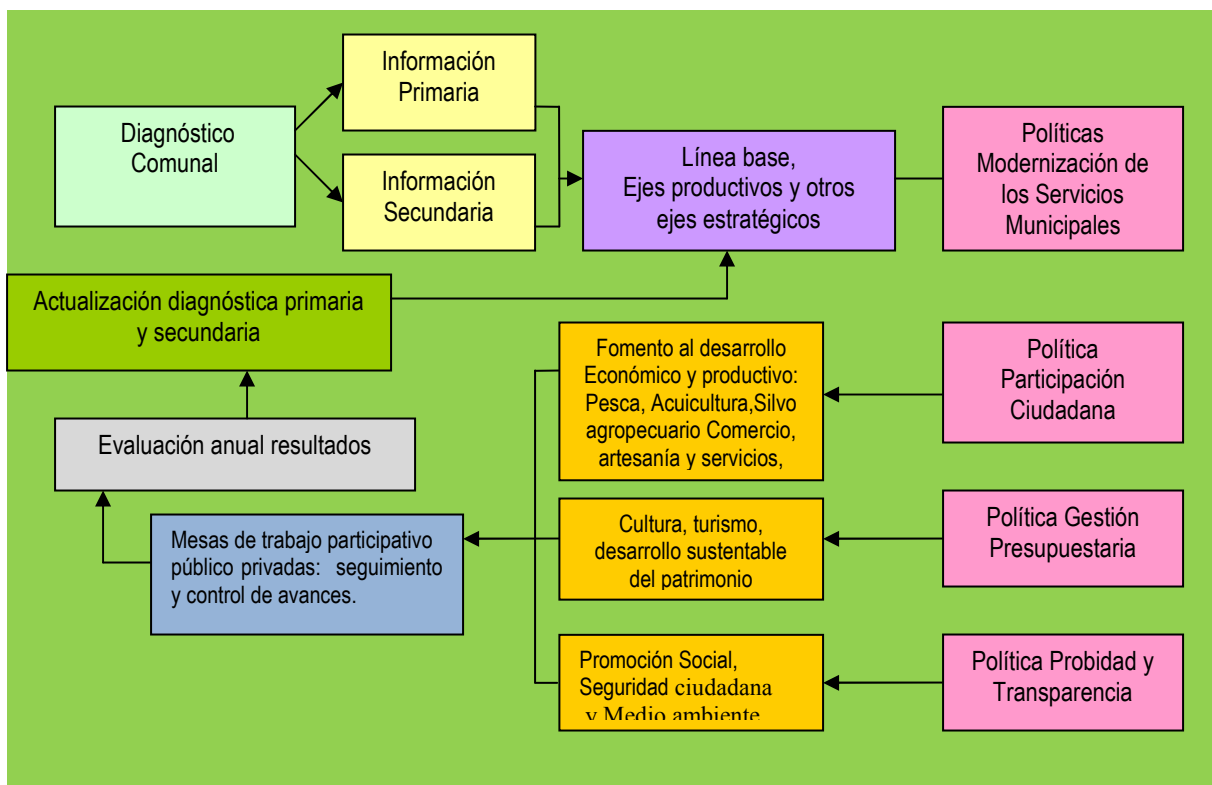 Información
Primaria
Diagnóstico
Comunal
Información
Secundaria
Línea base,
Ejes productivos y otros
ejes estratégicos
Políticas
Modernización de
los Servicios
Municipales
Actualización diagnóstica primaria
y secundaria
Fomento al desarrollo
Económico y productivo:
Pesca, Acuicultura,Silvo
agropecuario Comercio,
artesanía y servicios,
Política
Participación
Ciudadana
Evaluación anual resultados
Mesas de trabajo participativo
público privadas: seguimiento
y control de avances.
Cultura, turismo,
desarrollo sustentable
del patrimonio
Política Gestión
Presupuestaria
Promoción Social,
Seguridad ciudadana
y Medio ambiente
Política Probidad y
Transparencia